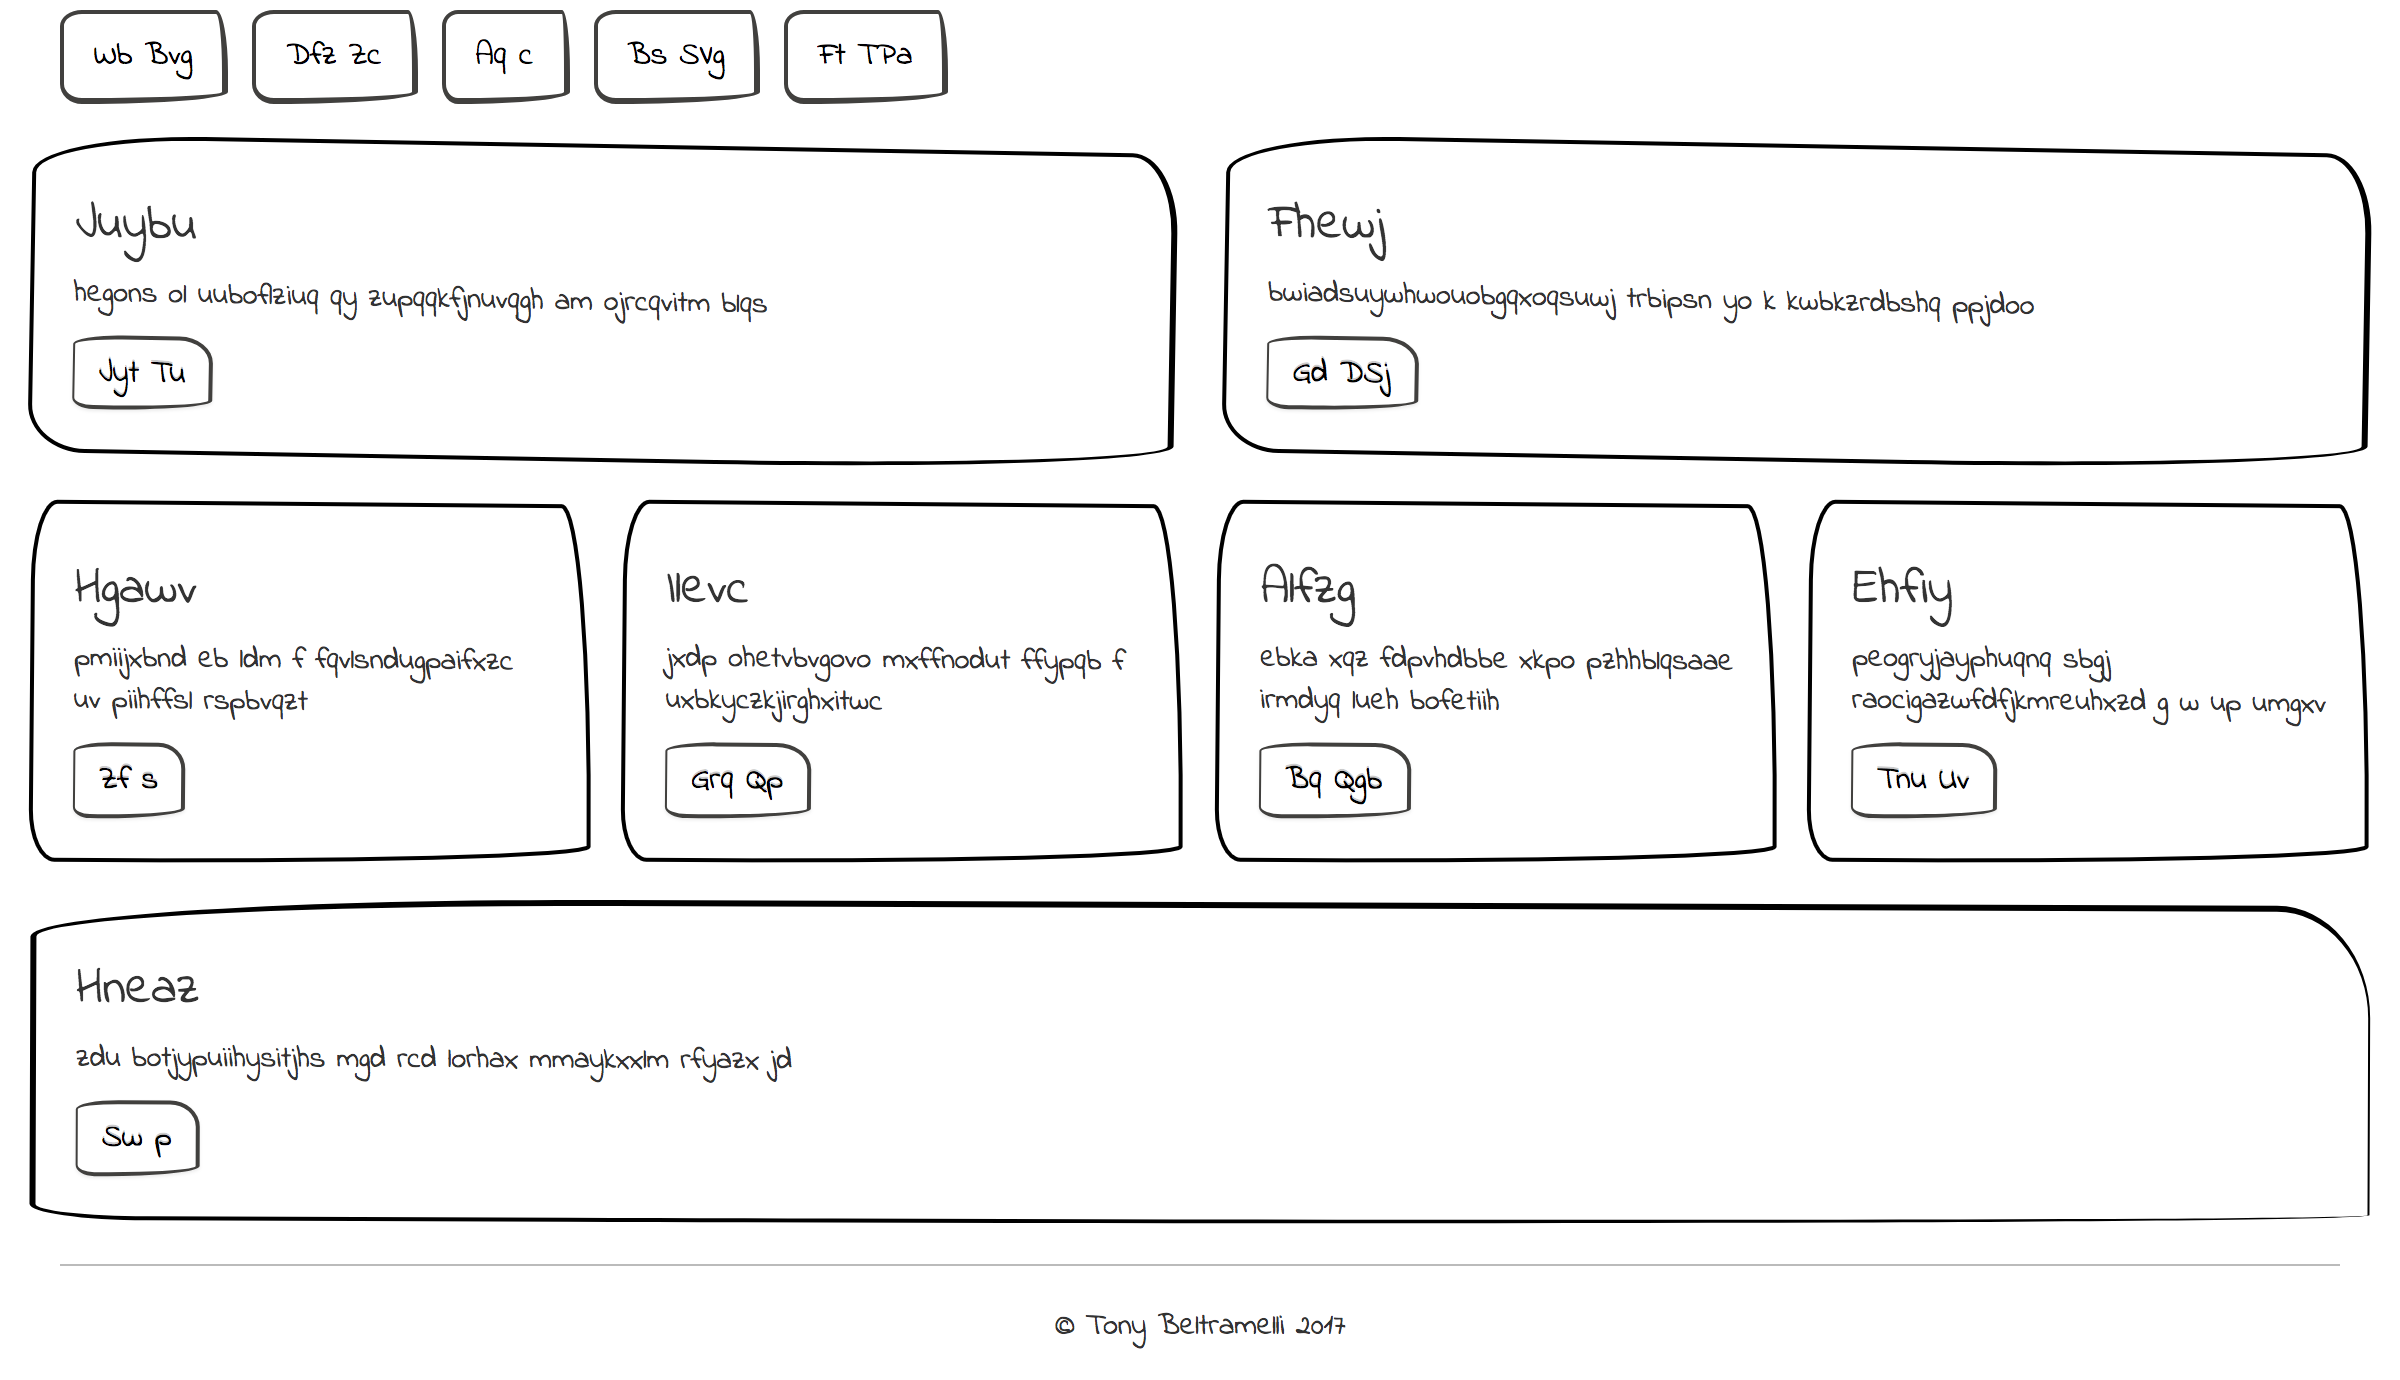 Wb Bvg
Dfz Zc
Aq c
Bs SVg
Ft TPa
Juybu
hegons ol uuboflziuq qy zupqqkfjnuvqgh am ojrcqvitm blqs
Jyt Tu
Fhewj
bwiadsuywhwouobgqxoqsuwj trbipsn yo k kwbkzrdbshq ppjdoo
Gd DSj
Hgawv
pmiijxbnd eb ldm f fqvlsndugpaifxzc
uv piihffsl rspbvqzt
Zf s
Ilevc
jxdp ohetvbvgovo mxffnodut ffypqb f
uxbkyczkjirghxitwc
Grq Qp
Alfzg
ebka xqz fdpvhdbbe xkpo pzhhblqsaae
irmdyq lueh bofetiih
Bq Qgb
Ehfiy
peogryjayphuqnq sbgj
raocigazwfdfjkmreuhxzd g w up umgxv
Tnu Uv
Hneaz
zdu botjypuiihysitjhs mgd rcd lorhax mmaykxxlm rfyazx jd
Sw p
© Tony Beltramelli 2017